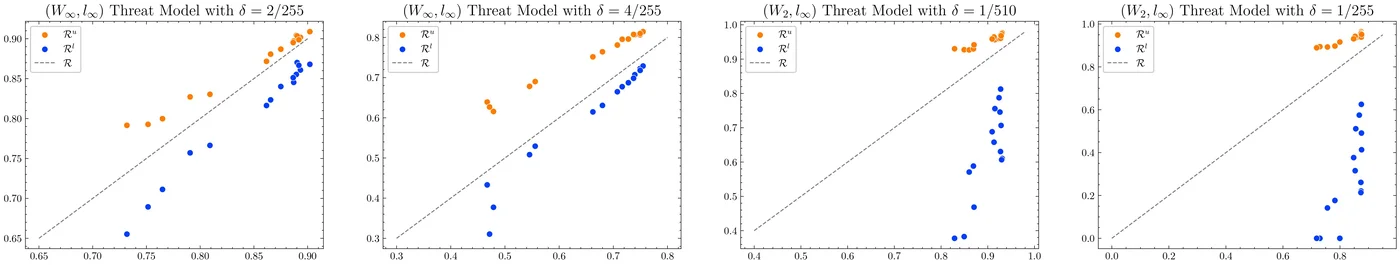 (W∞, l∞) Threat Model with δ = 2/255
ℛᵘ
ℛˡ
ℛ
0.90
0.85
0.80
0.75
0.70
0.65
0.65 0.70 0.75 0.80 0.85 0.90
(W∞, l∞) Threat Model with δ = 4/255
ℛᵘ
ℛˡ
ℛ
0.8
0.7
0.6
0.5
0.4
0.3
0.3 0.4 0.5 0.6 0.7 0.8
(W₂, l∞) Threat Model with δ = 1/510
ℛᵘ
ℛˡ
ℛ
1.0
0.9
0.8
0.7
0.6
0.5
0.4
0.4 0.5 0.6 0.7 0.8 0.9 1.0
(W₂, l∞) Threat Model with δ = 1/255
ℛᵘ
ℛˡ
ℛ
1.0
0.8
0.6
0.4
0.2
0.0
0.0 0.2 0.4 0.6 0.8